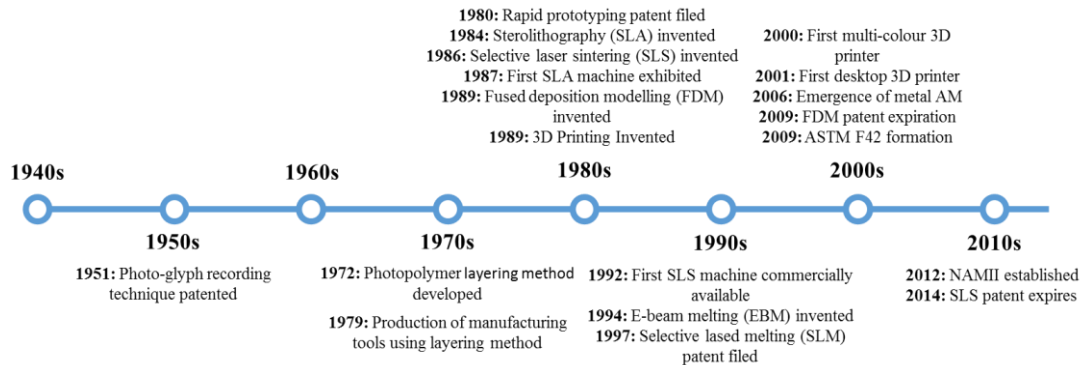 1980: Rapid prototyping patent filed
1984: Sterolithography (SLA) invented
1986: Selective laser sintering (SLS) invented
1987: First SLA machine exhibited
1989: Fused deposition modelling (FDM)
invented
1989: 3D Printing Invented
2000: First multi-colour 3D
printer
2001: First desktop 3D printer
2006: Emergence of metal AM
2009: FDM patent expiration
2009: ASTM F42 formation
1940s
1960s
1980s
2000s
1950s
1970s
1990s
2010s
1951: Photo-glyph recording
technique patented
1972: Photopolymer layering method
developed
1979: Production of manufacturing
tools using layering method
1992: First SLS machine commercially
available
1994: E-beam melting (EBM) invented
1997: Selective lased melting (SLM)
patent filed
2012: NAMII established
2014: SLS patent expires